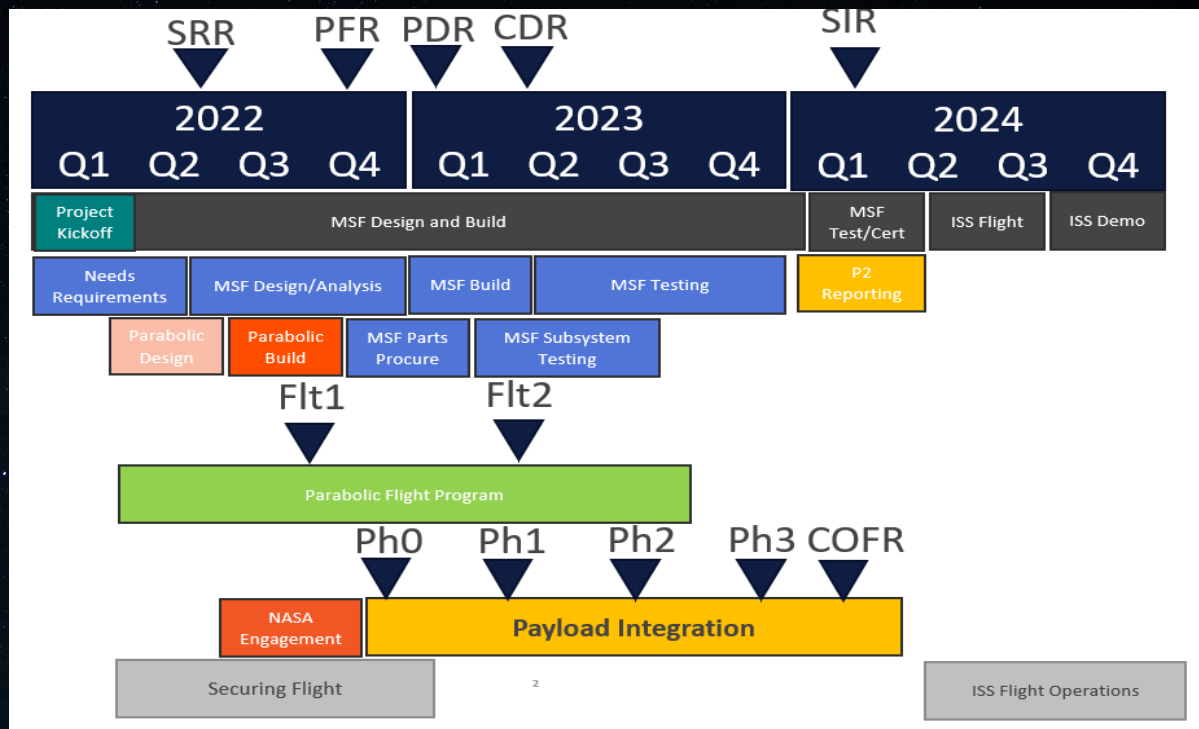 SRR PFR PDR CDR SIR
2022 2023 2024
Q1 Q2 Q3 Q4 Q1 Q2 Q3 Q4 Q1 Q2 Q3 Q4
Project
Kickoff
MSF Design and Build
MSF
Test/Cert
ISS Flight
ISS Demo
Needs
Requirements
MSF Design/Analysis
MSF Build
MSF Testing
P2
Reporting
Parabolic
Design
Parabolic
Build
MSF Parts
Procure
MSF Subsystem
Testing
Flt1 Flt2
Parabolic Flight Program
Ph0 Ph1 Ph2 Ph3 COFR
NASA
Engagement
Payload Integration
Securing Flight
2
ISS Flight Operations